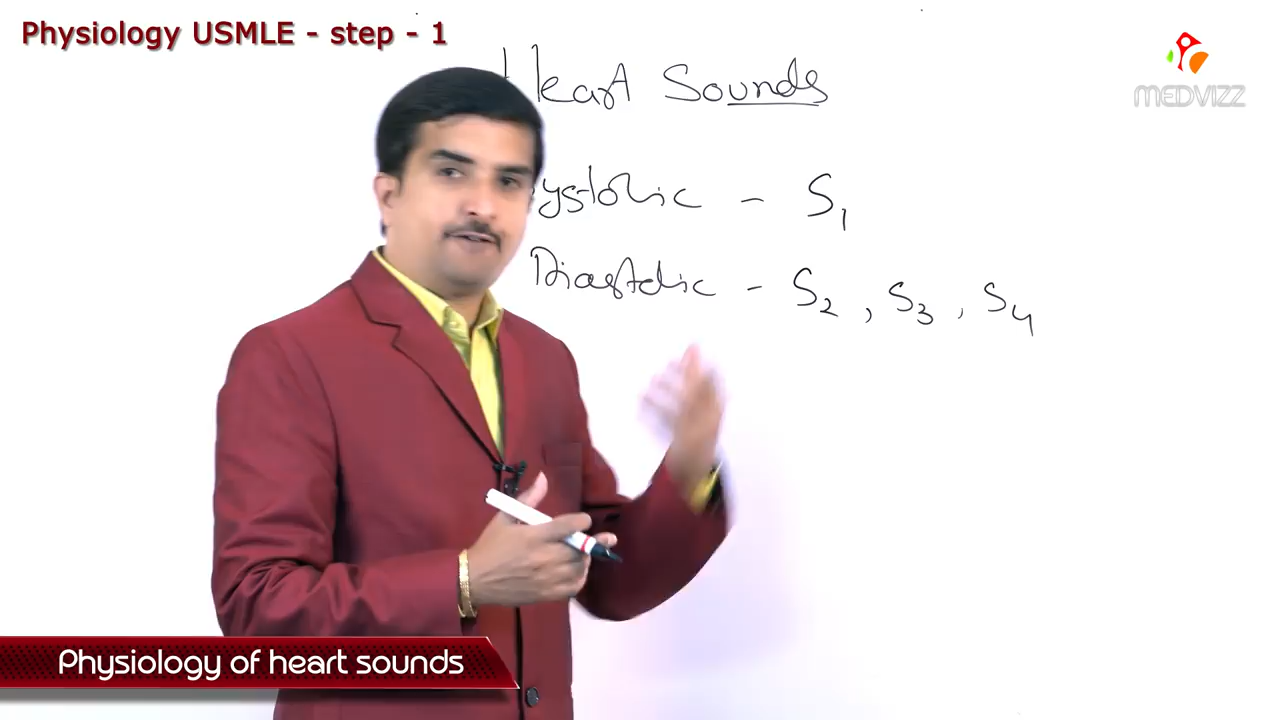 Physiology USMLE - step - 1
Heart Sounds
MEDVIZZ
ystolic - S1
Diastolic - S2, S3, S4
Physiology of heart sounds